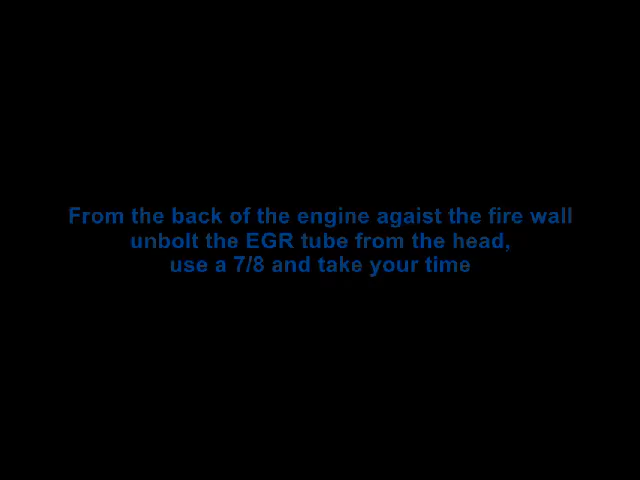 From the back of the engine agaist the fire wall
unbolt the EGR tube from the head,
use a 7/8 and take your time